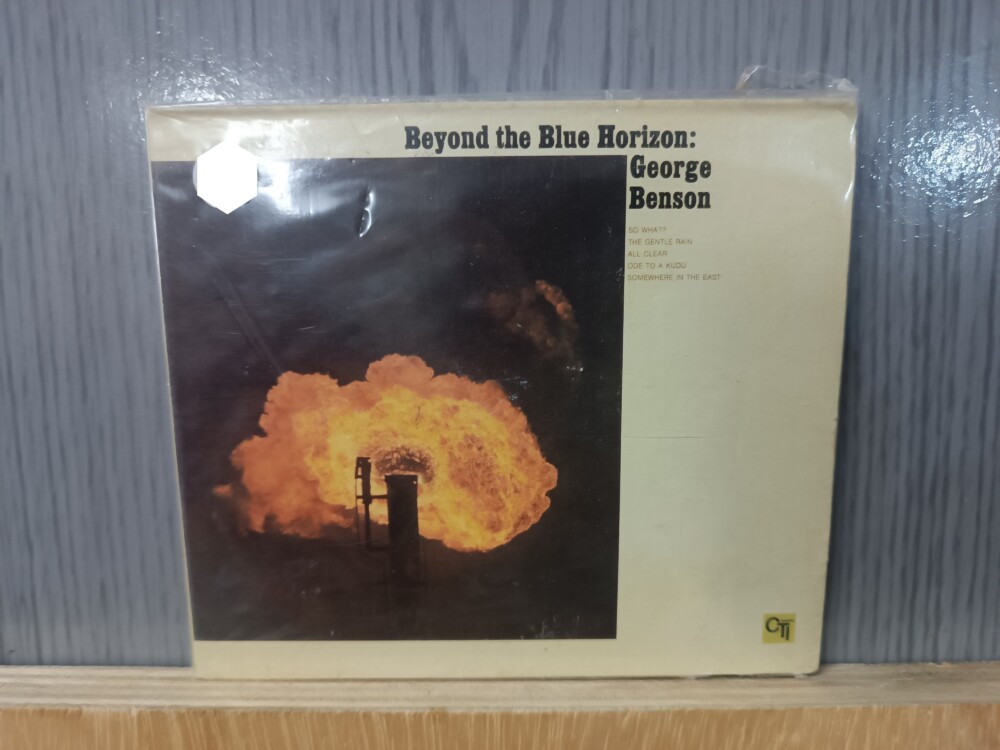 Beyond the Blue Horizon:
George
Benson
SO WHAT?
THE GENTLE RAIN
ALL CLEAR
ODE TO A KUDU
SOMEWHERE IN THE EAST
CTI